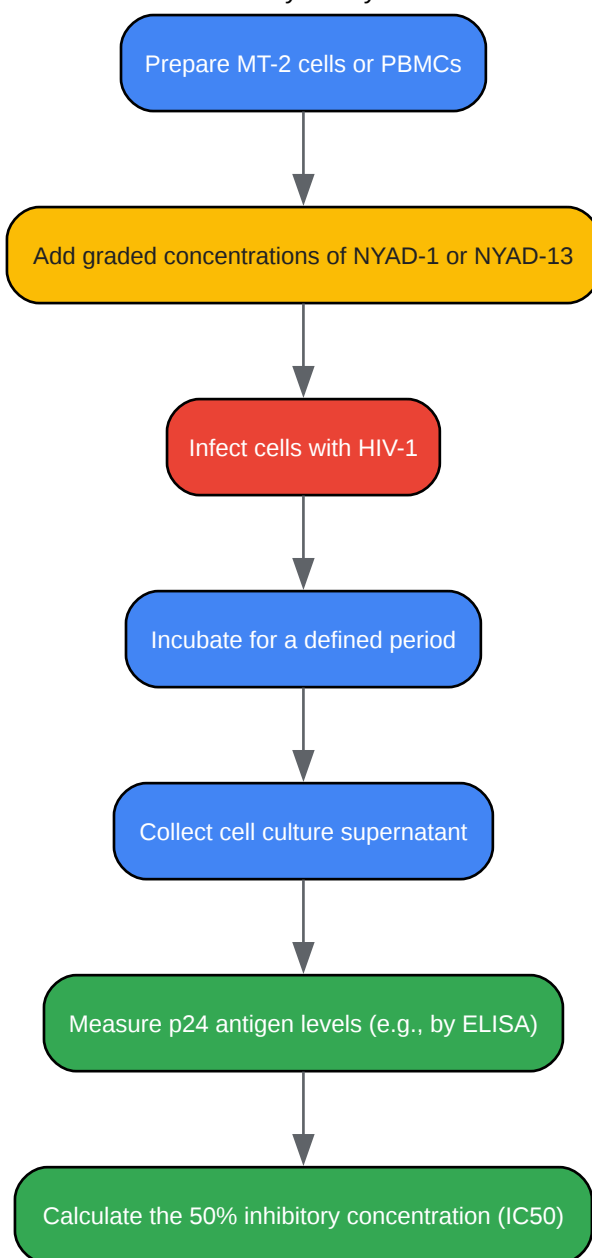 Prepare MT-2 cells or PBMCs
Add graded concentrations of NYAD-1 or NYAD-13
Infect cells with HIV-1
Incubate for a defined period
Collect cell culture supernatant
Measure p24 antigen levels (e.g., by ELISA)
Calculate the 50% inhibitory concentration (IC50)